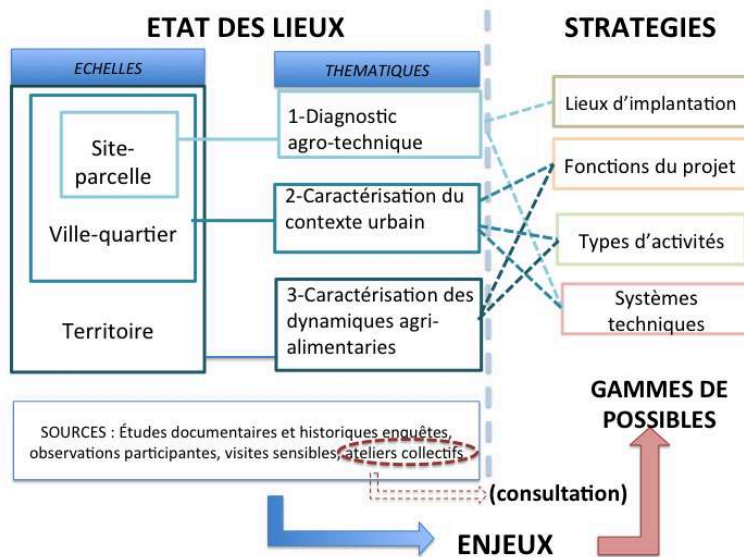 ETAT DES LIEUX
STRATEGIES
ECHELLES
THEMATIQUES
Site-
parcelle
Ville-quartier
Territoire
1-Diagnostic
agro-technique
2-Caractérisation du
contexte urbain
3-Caractérisation des
dynamiques agri-
alimentaries
Lieux d'implantation
Fonctions du projet
Types d'activités
Systèmes
techniques
GAMMES DE
POSSIBLES
SOURCES : Études documentaires et historiques enquêtes,
observations participantes, visites sensibles, ateliers collectifs
(consultation)
ENJEUX